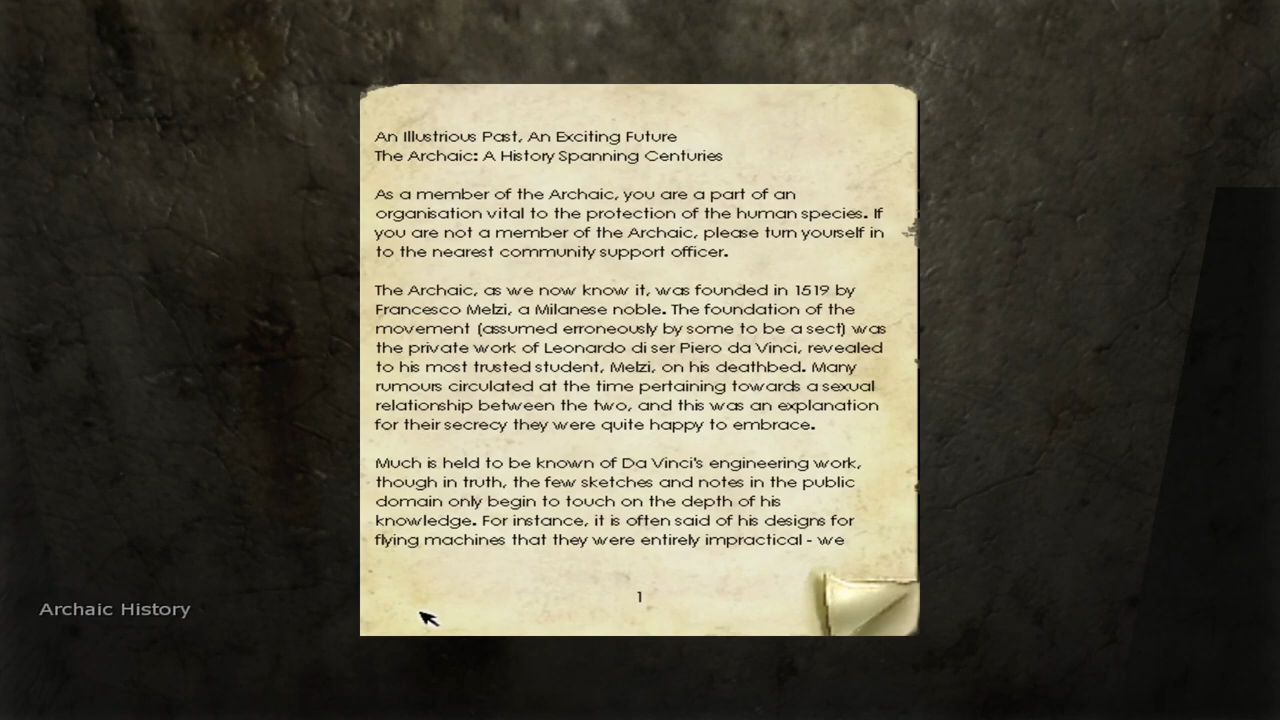 An Illustrious Past, An Exciting Future
The Archaic: A History Spanning Centuries
As a member of the Archaic, you are a part of an
organisation vital to the protection of the human species. If
you are not a member of the Archaic, please turn yourself in
to the nearest community support officer.
The Archaic, as we now know it, was founded in 1519 by
Francesco Melzi, a Milanese noble. The foundation of the
movement (assumed erroneously by some to be a sect) was
the private work of Leonardo di ser Piero da Vinci, revealed
to his most trusted student, Melzi, on his deathbed. Many
rumours circulated at the time pertaining towards a sexual
relationship between the two, and this was an explanation
for their secrecy they were quite happy to embrace.
Much is held to be known of Da Vinci's engineering work,
though in truth, the few sketches and notes in the public
domain only begin to touch on the depth of his
knowledge. For instance, it is often said of his designs for
flying machines that they were entirely impractical - we
1
Archaic History